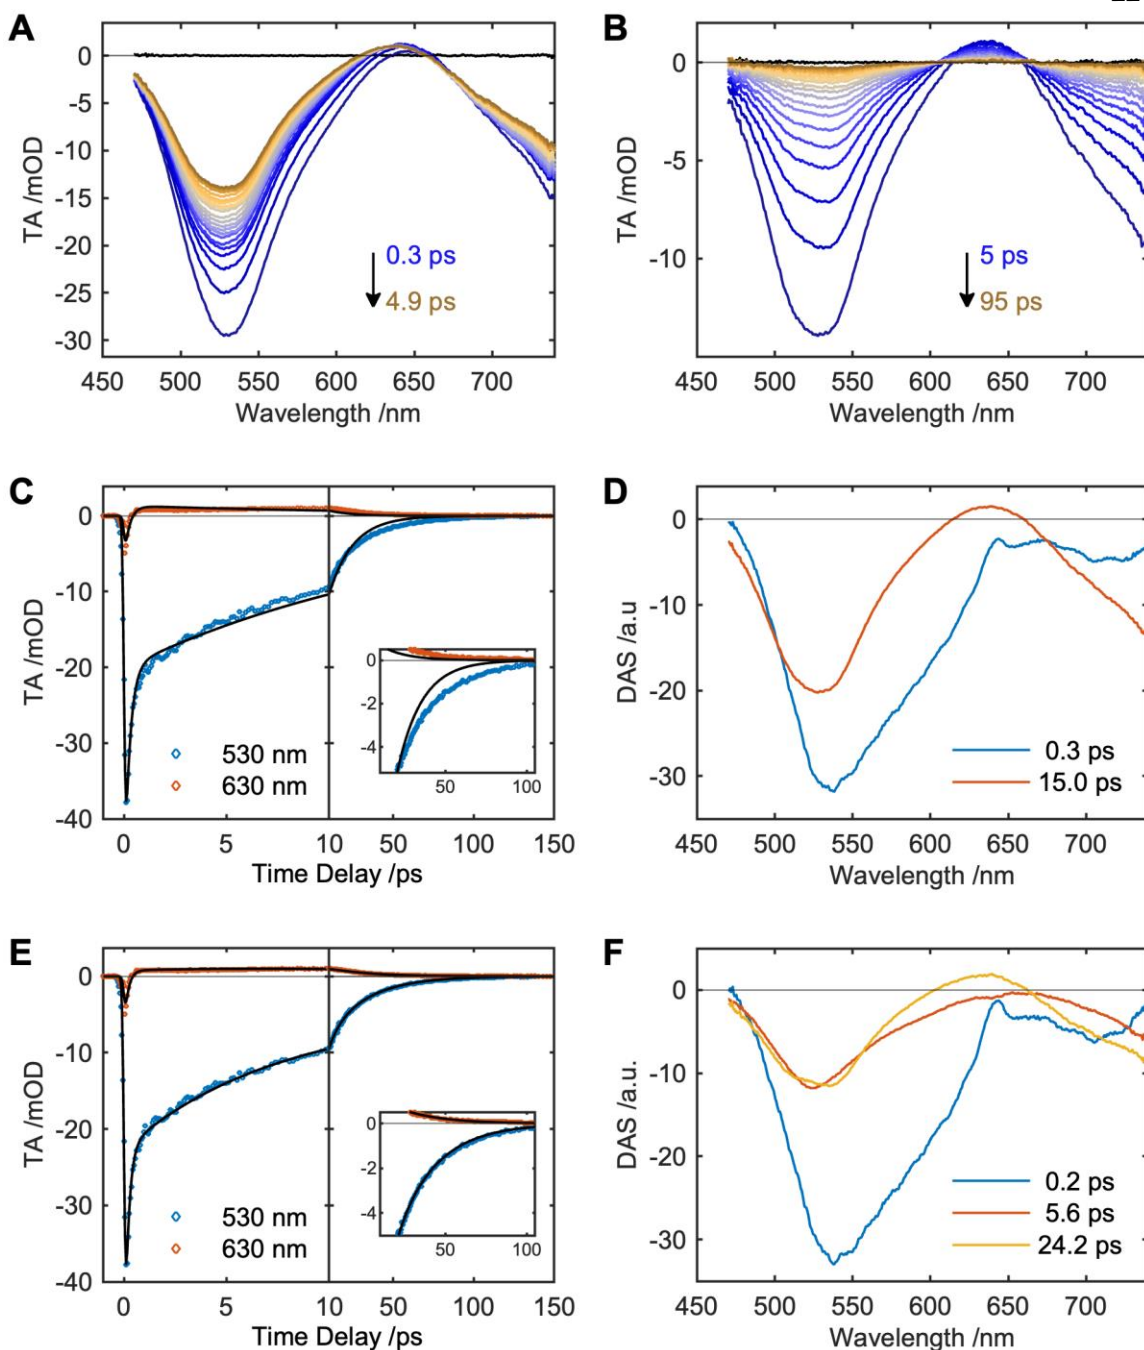 A
0
-5
-10
-15
-20
-25
-30
TA /mOD
0.3 ps
4.9 ps
450 500 550 600 650 700
Wavelength /nm
B
0
-5
-10
TA /mOD
5 ps
95 ps
450 500 550 600 650 700
Wavelength /nm
C
0
-10
-20
-30
-40
TA /mOD
530 nm
630 nm
0
-2
-4
50 100
0 5 10 50 100 150
Time Delay /ps
D
0
-10
-20
-30
DAS /a.u
0.3 ps
15.0 ps
450 500 550 600 650 700
Wavelength /nm
E
0
-10
-20
-30
-40
TA /mOD
530 nm
630 nm
0
-2
-4
50 100
0 5 10 50 100 150
Time Delay /ps
F
0
-10
-20
-30
DAS /a.u.
0.2 ps
5.6 ps
24.2 ps
450 500 550 600 650 700
Wavelength /nm